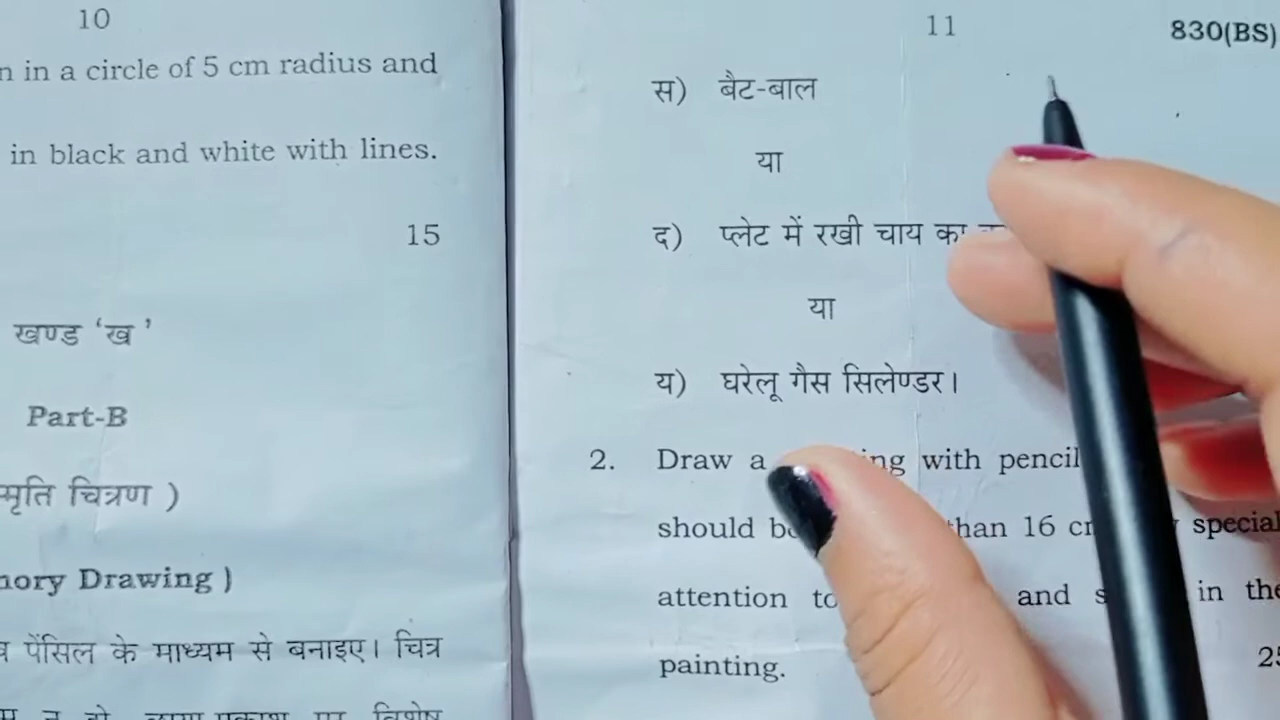 10
in a circle of 5 cm radius and
in black and white with lines.
15
खण्ड ‘ख ’
Part-B
चित्रण )
Drawing )
पेंसिल के माध्यम से बनाइए। चित्र
11
830(BS)
स) बैट-बाल
या
द) प्लेट में रखी चाय का
या
य) घरेलू गैस सिलेण्डर।
2. Draw a with pencil
should than 16 special
attention to and in the
painting.